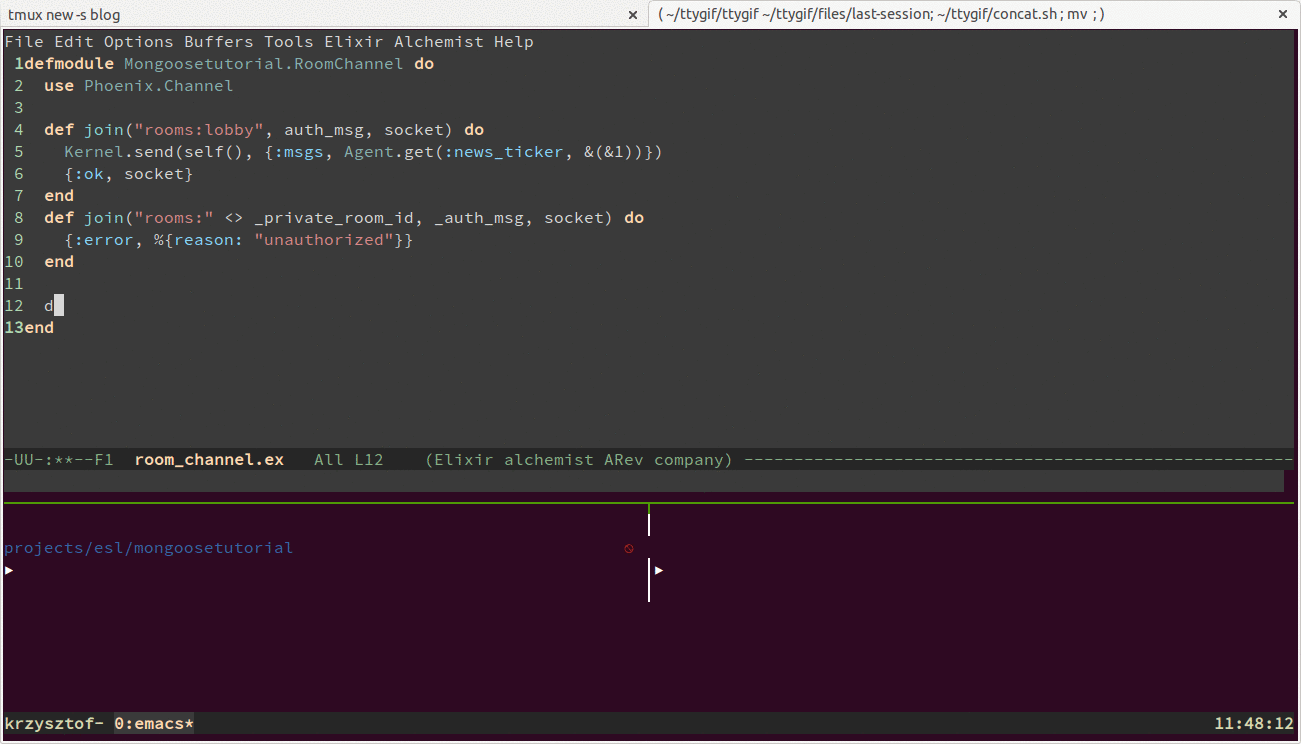 tmux new -s blog × ( ~/ttygif/ttygif ~/ttygif/files/last-session; ~/ttygif/concat.sh ; mv ; ) ×
File Edit Options Buffers Tools Elixir Alchemist Help
1defmodule Mongoosetutorial.RoomChannel do
2  use Phoenix.Channel
3
4  def join("rooms:lobby", auth_msg, socket) do
5    Kernel.send(self(), {:msgs, Agent.get(:news_ticker, &(&1))})
6    {:ok, socket}
7  end
8  def join("rooms:" <> _private_room_id, _auth_msg, socket) do
9    {:error, %{reason: "unauthorized"}}
10  end
11
12  d
13end
-UU-:**--F1  room_channel.ex   All L12    (Elixir alchemist ARev company) -------------------------------------------------------
projects/esl/mongoosetutorial
krzysztof- 0:emacs* 11:48:12